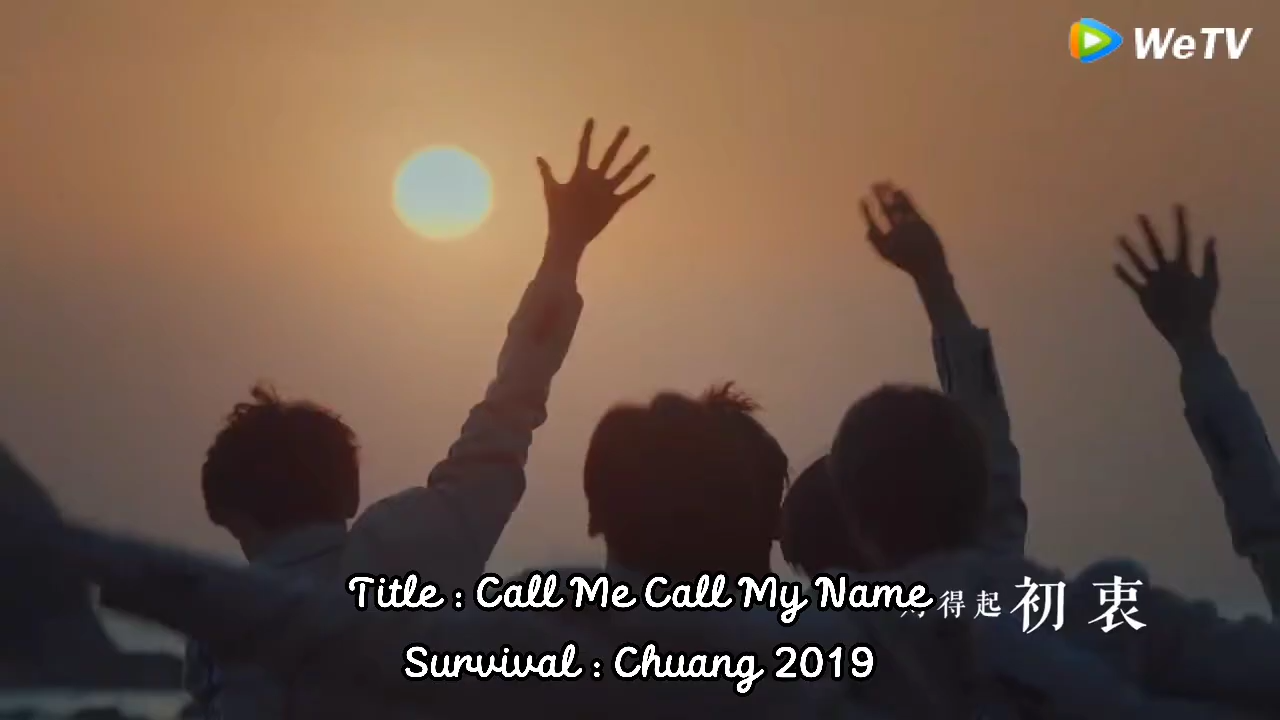 WeTV
Title : Call Me Call My Name
得起初衷
Survival : Chuang 2019